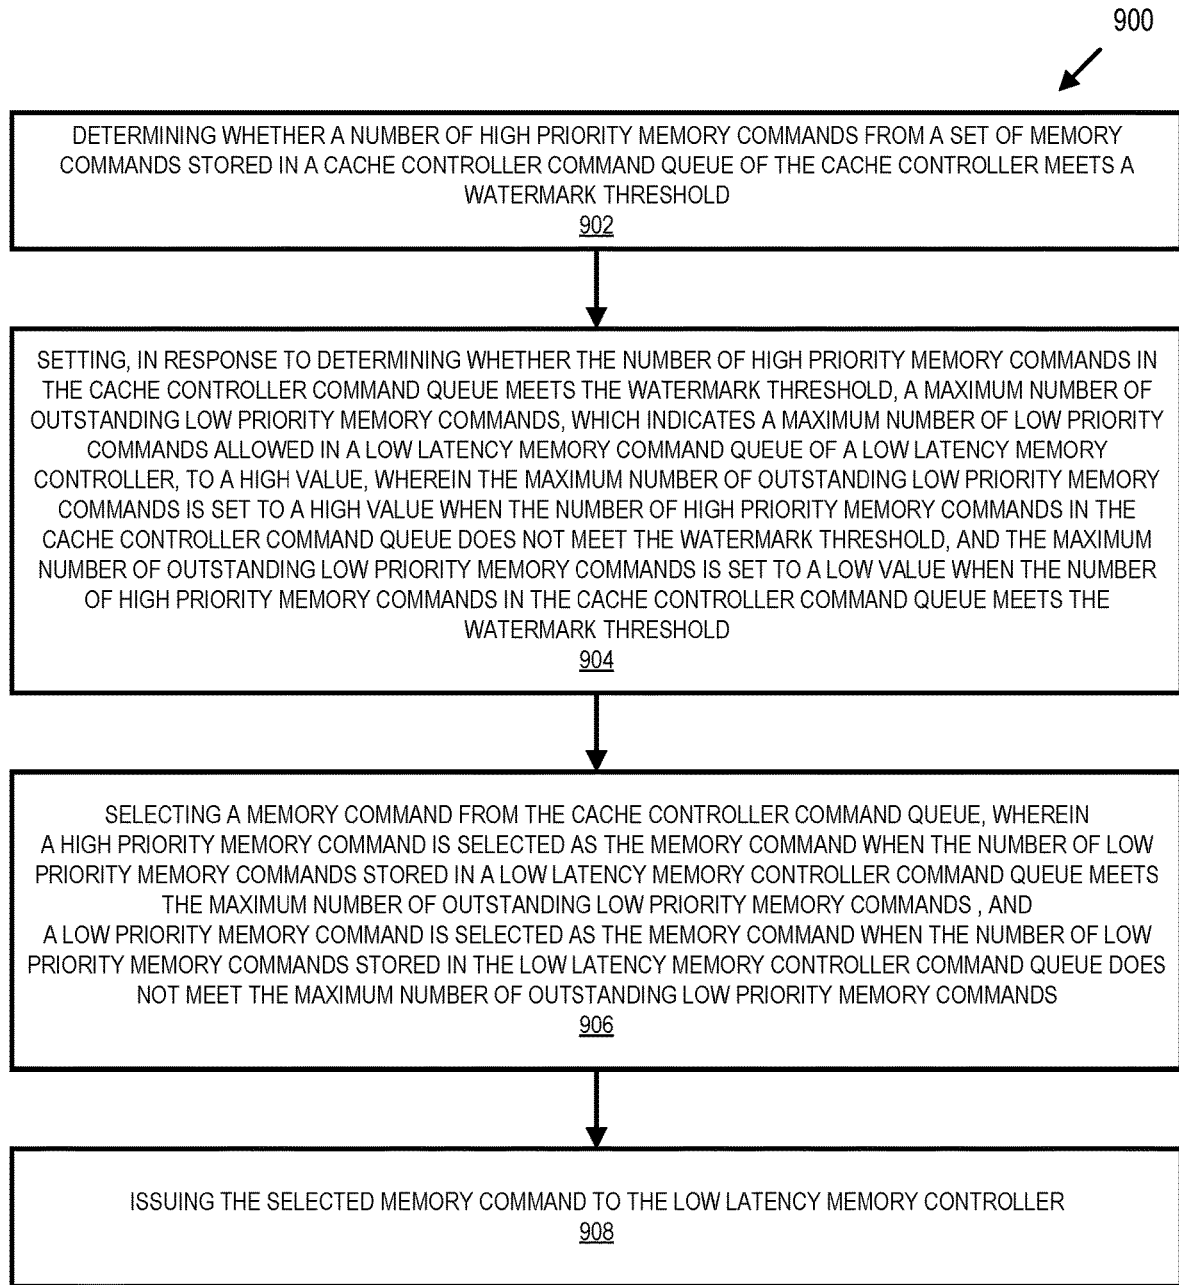 900
DETERMINING WHETHER A NUMBER OF HIGH PRIORITY MEMORY COMMANDS FROM A SET OF MEMORY
COMMANDS STORED IN A CACHE CONTROLLER COMMAND QUEUE OF THE CACHE CONTROLLER MEETS A
WATERMARK THRESHOLD
902
SETTING, IN RESPONSE TO DETERMINING WHETHER THE NUMBER OF HIGH PRIORITY MEMORY COMMANDS IN
THE CACHE CONTROLLER COMMAND QUEUE MEETS THE WATERMARK THRESHOLD, A MAXIMUM NUMBER OF
OUTSTANDING LOW PRIORITY MEMORY COMMANDS, WHICH INDICATES A MAXIMUM NUMBER OF LOW PRIORITY
COMMANDS ALLOWED IN A LOW LATENCY MEMORY COMMAND QUEUE OF A LOW LATENCY MEMORY
CONTROLLER, TO A HIGH VALUE, WHEREIN THE MAXIMUM NUMBER OF OUTSTANDING LOW PRIORITY MEMORY
COMMANDS IS SET TO A HIGH VALUE WHEN THE NUMBER OF HIGH PRIORITY MEMORY COMMANDS IN THE
CACHE CONTROLLER COMMAND QUEUE DOES NOT MEET THE WATERMARK THRESHOLD, AND THE MAXIMUM
NUMBER OF OUTSTANDING LOW PRIORITY MEMORY COMMANDS IS SET TO A LOW VALUE WHEN THE NUMBER
OF HIGH PRIORITY MEMORY COMMANDS IN THE CACHE CONTROLLER COMMAND QUEUE MEETS THE
WATERMARK THRESHOLD
904
SELECTING A MEMORY COMMAND FROM THE CACHE CONTROLLER COMMAND QUEUE, WHEREIN
A HIGH PRIORITY MEMORY COMMAND IS SELECTED AS THE MEMORY COMMAND WHEN THE NUMBER OF LOW
PRIORITY MEMORY COMMANDS STORED IN A LOW LATENCY MEMORY CONTROLLER COMMAND QUEUE MEETS
THE MAXIMUM NUMBER OF OUTSTANDING LOW PRIORITY MEMORY COMMANDS , AND
A LOW PRIORITY MEMORY COMMAND IS SELECTED AS THE MEMORY COMMAND WHEN THE NUMBER OF LOW
PRIORITY MEMORY COMMANDS STORED IN THE LOW LATENCY MEMORY CONTROLLER COMMAND QUEUE DOES
NOT MEET THE MAXIMUM NUMBER OF OUTSTANDING LOW PRIORITY MEMORY COMMANDS
906
ISSUING THE SELECTED MEMORY COMMAND TO THE LOW LATENCY MEMORY CONTROLLER
908